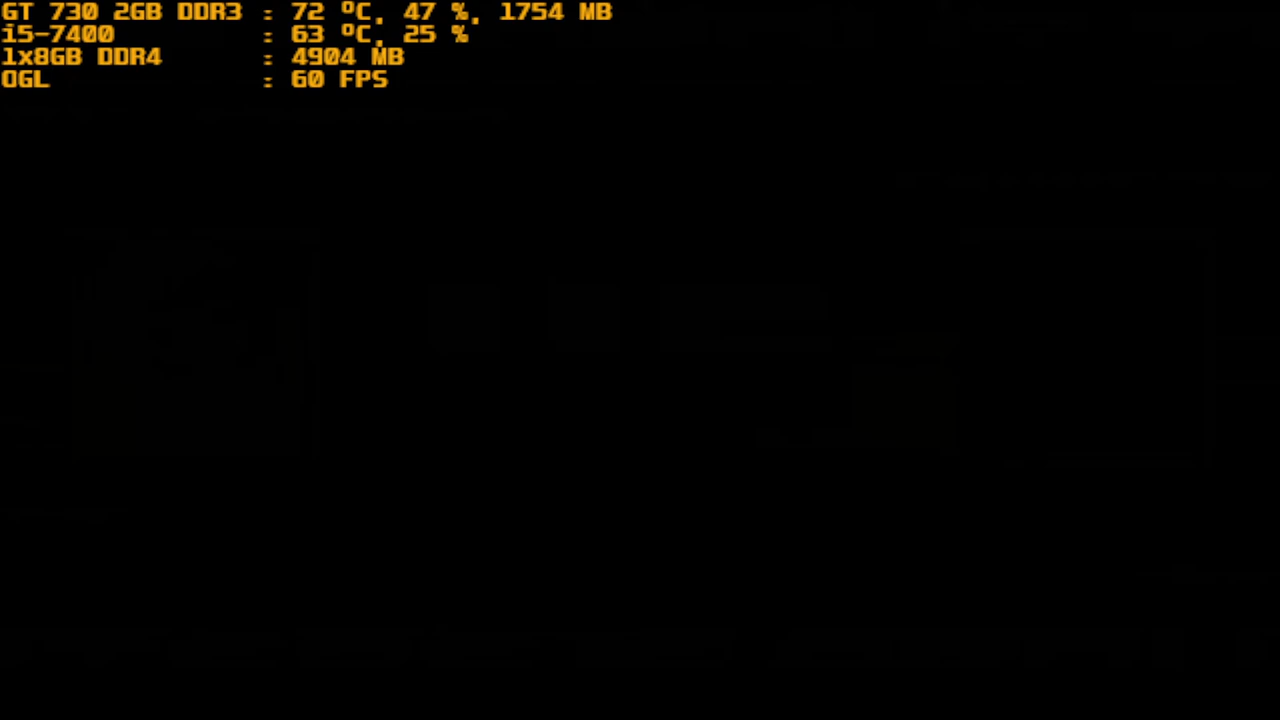 GT 730 2GB DDR3 : 72 ºC, 47 %, 1754 MB
i5-7400 : 63 ºC, 25 %
1x8GB DDR4 : 4904 MB
OGL : 60 FPS